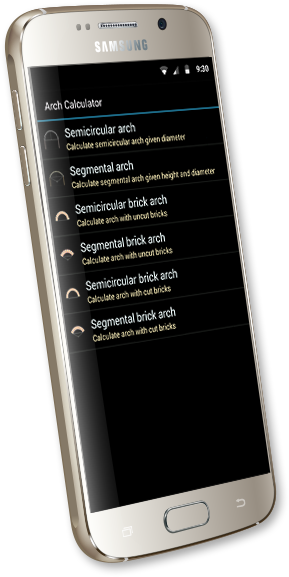 SAMSUNG
9:30
Arch Calculator
Semicircular arch
Calculate semicircular arch given diameter
Segmental arch
Calculate segmental arch given height and diameter
Semicircular brick arch
Calculate arch with uncut bricks
Segmental brick arch
Calculate arch with uncut bricks
Semicircular brick arch
Calculate arch with cut bricks
Segmental brick arch
Calculate arch with cut bricks